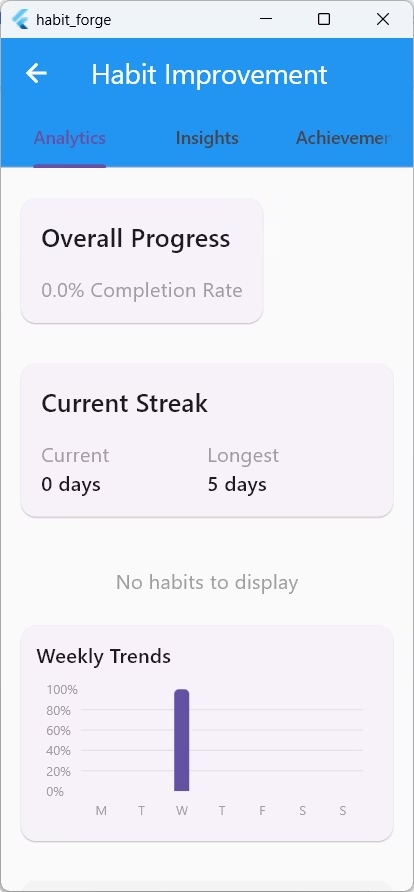 habit_forge
Habit Improvement
Analytics Insights Achievemen
Overall Progress
0.0% Completion Rate
Current Streak
Current Longest
0 days 5 days
No habits to display
Weekly Trends
100%
80%
60%
40%
20%
0%
M T W T F S S